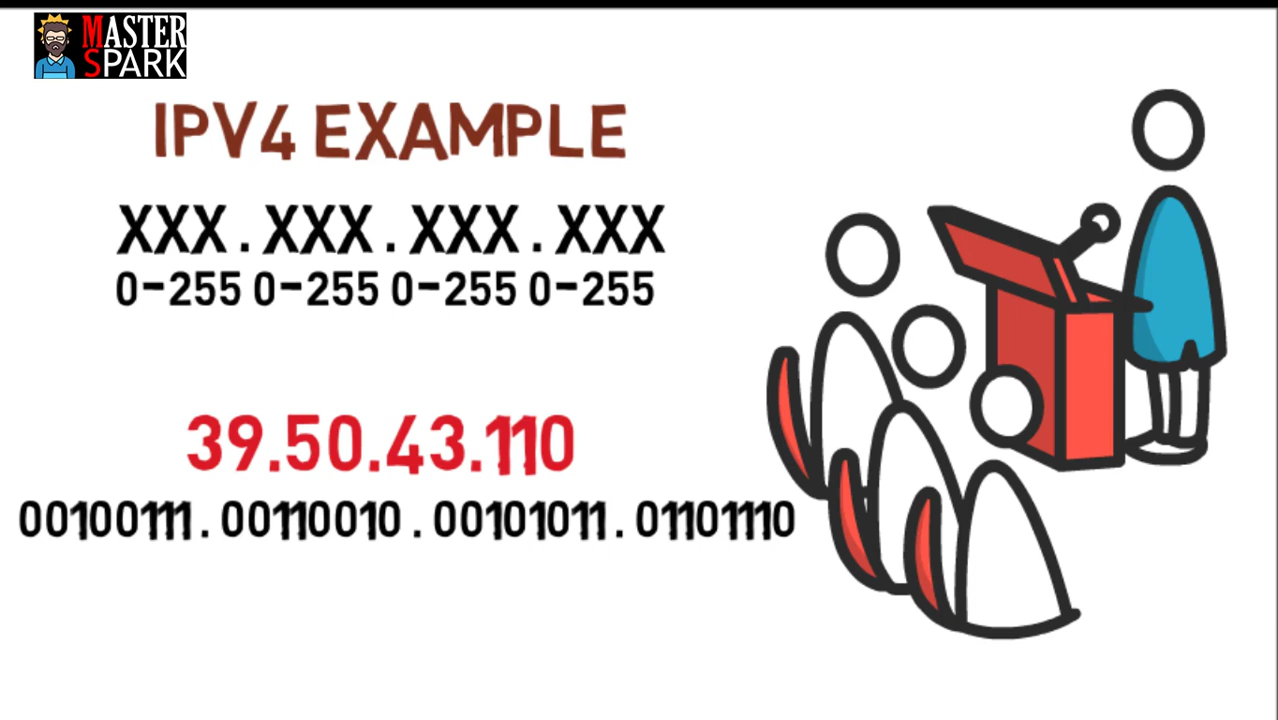 MASTER
SPARK
IPV4 EXAMPLE
XXX.XXX.XXX.XXX
0-255 0-255 0-255 0-255
39.50.43.110
00100111.00110010.00101011.01101110